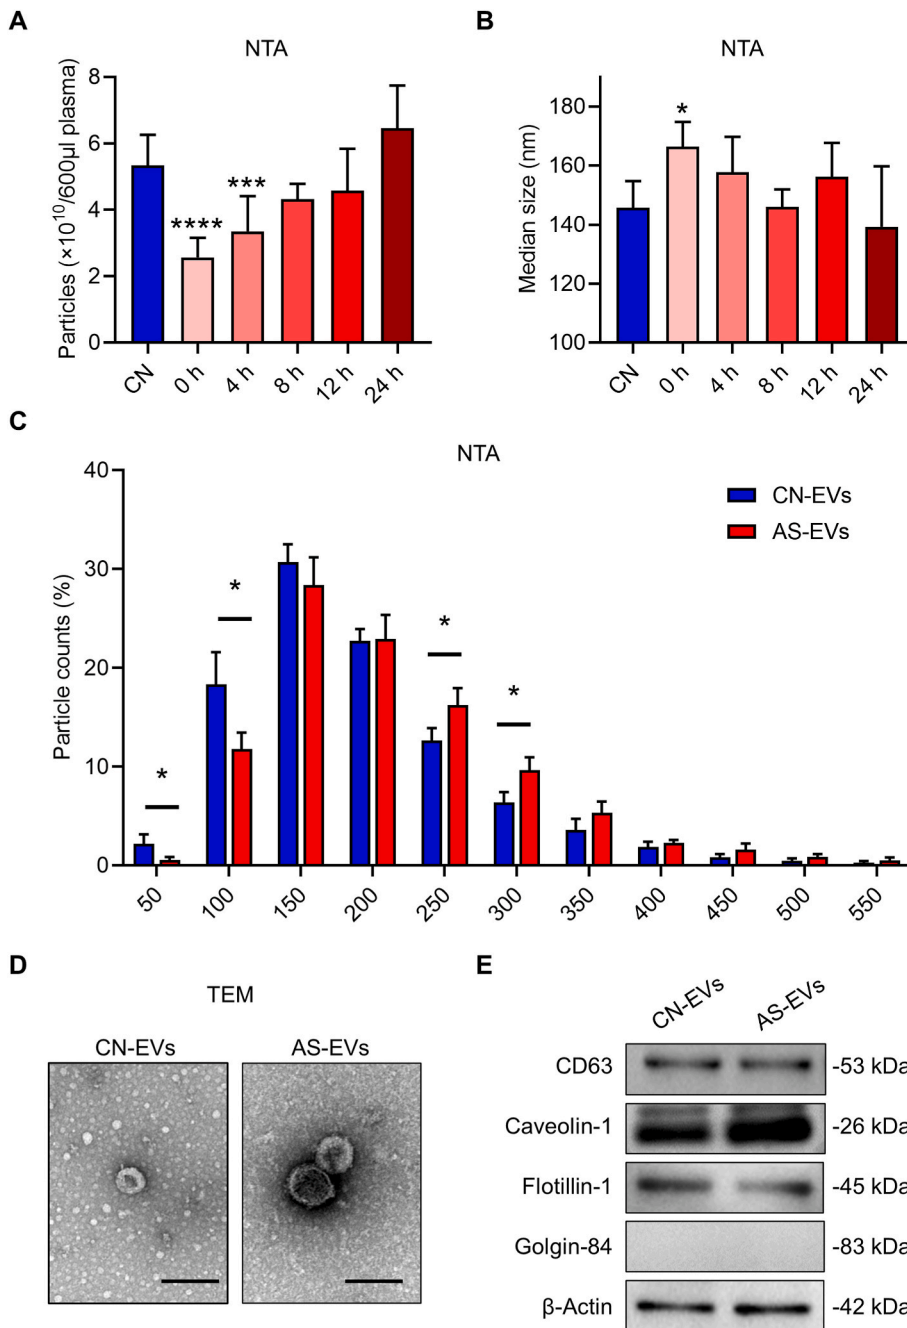 A
NTA
Particles (×10¹⁰/600µl plasma)
8
6
4
2
0
****
***
CN
0 h
4 h
8 h
12 h
24 h
B
NTA
Median size (nm)
180
160
140
120
100
*
CN
0 h
4 h
8 h
12 h
24 h
C
NTA
Particle counts (%)
40
30
20
10
0
CN-EVs
AS-EVs
*
*
*
*
50
100
150
200
250
300
350
400
450
500
550
D
TEM
CN-EVs
AS-EVs
E
CN-EVs
AS-EVs
CD63
-53 kDa
Caveolin-1
-26 kDa
Flotillin-1
-45 kDa
Golgin-84
-83 kDa
β-Actin
-42 kDa